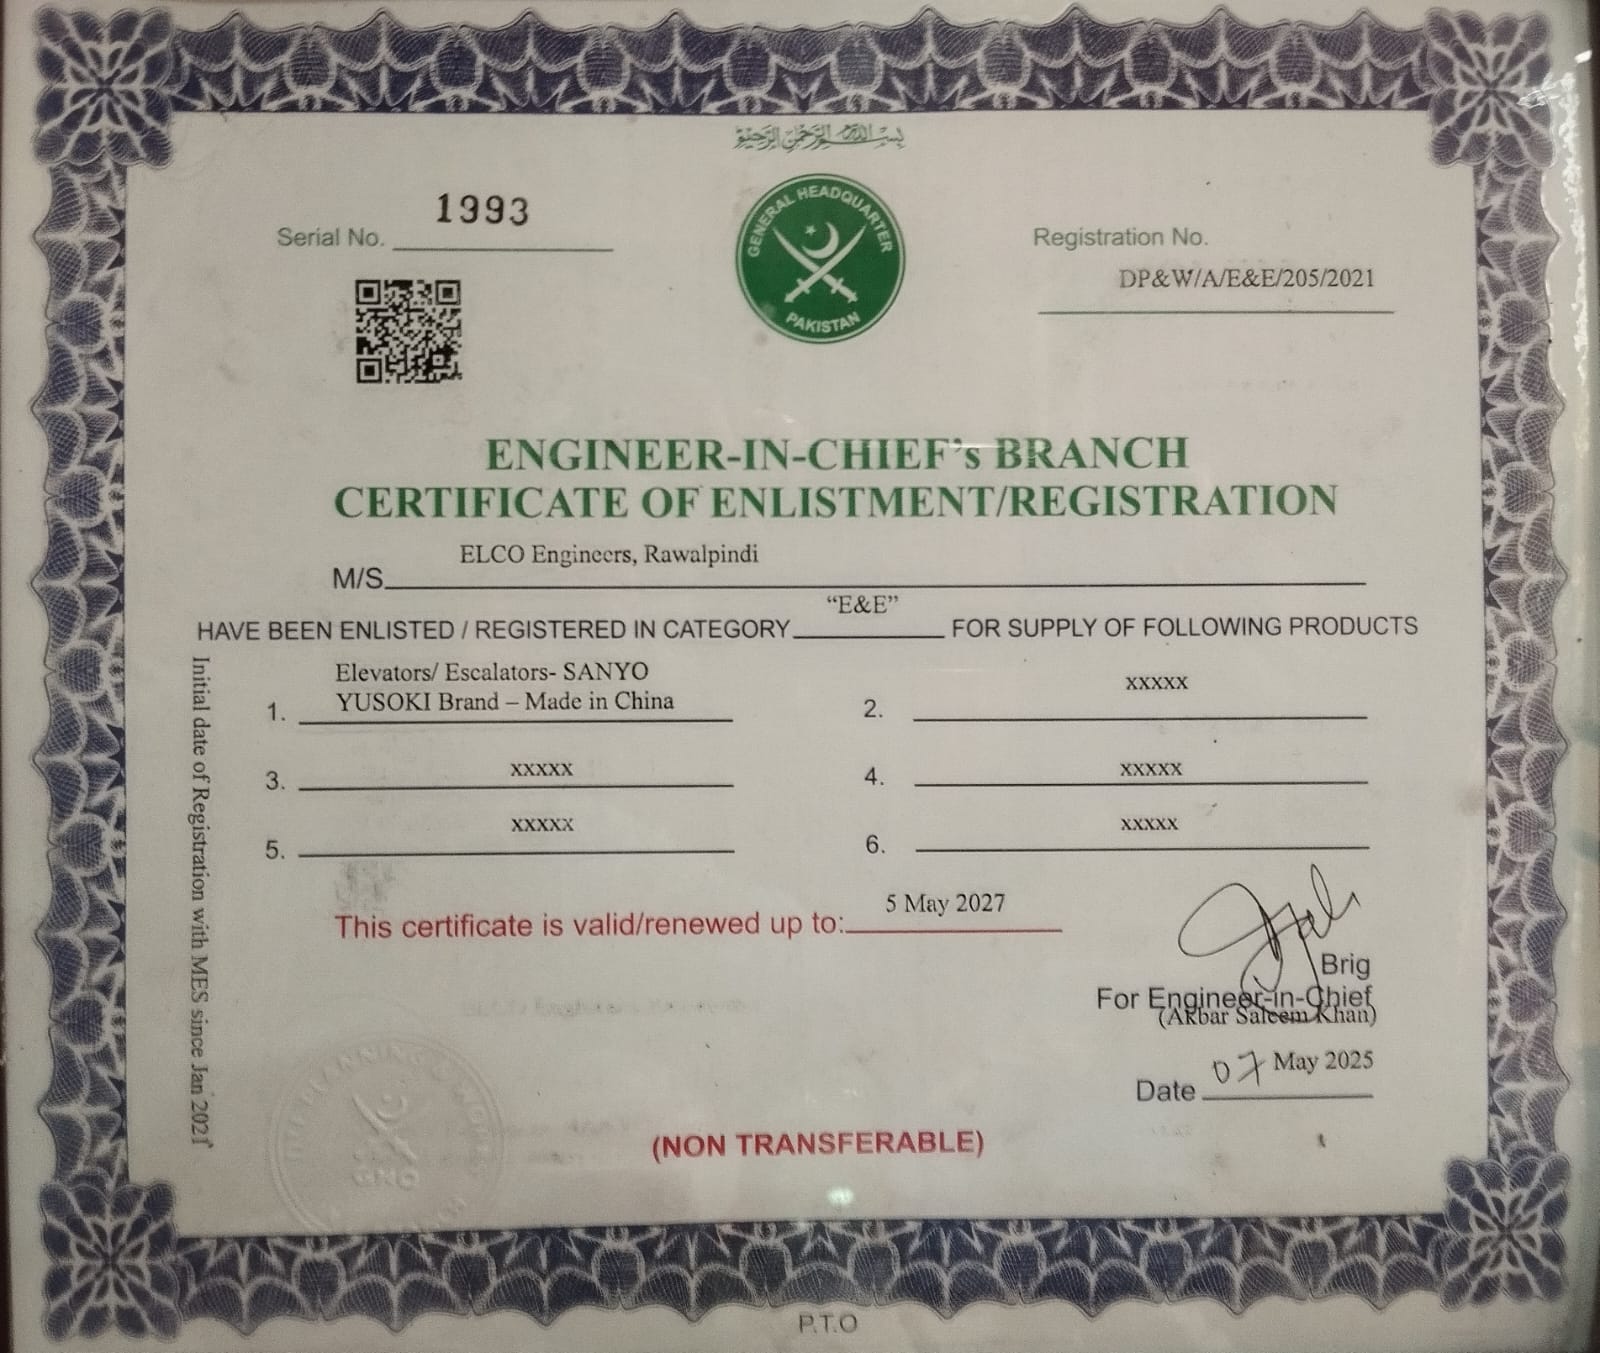 بسم الله الرحمن الرحيم
Serial No. 1993
GENERAL HEADQUARTER
PAKISTAN
Registration No.
DP&W/A/E&E/205/2021
ENGINEER-IN-CHIEF's BRANCH
CERTIFICATE OF ENLISTMENT/REGISTRATION
M/S ELCO Engineers, Rawalpindi
HAVE BEEN ENLISTED / REGISTERED IN CATEGORY "E&E" FOR SUPPLY OF FOLLOWING PRODUCTS
1. Elevators/ Escalators- SANYO
YUSOKI Brand – Made in China
2. xxxxx
3. xxxxx
4. xxxxx
5. xxxxx
6. xxxxx
Initial date of Registration with MES since Jan 2021
This certificate is valid/renewed up to: 5 May 2027
Brig
For Engineer-in-Chief
(Akbar Saleem Khan)
Date 07 May 2025
(NON TRANSFERABLE)
P.T.O